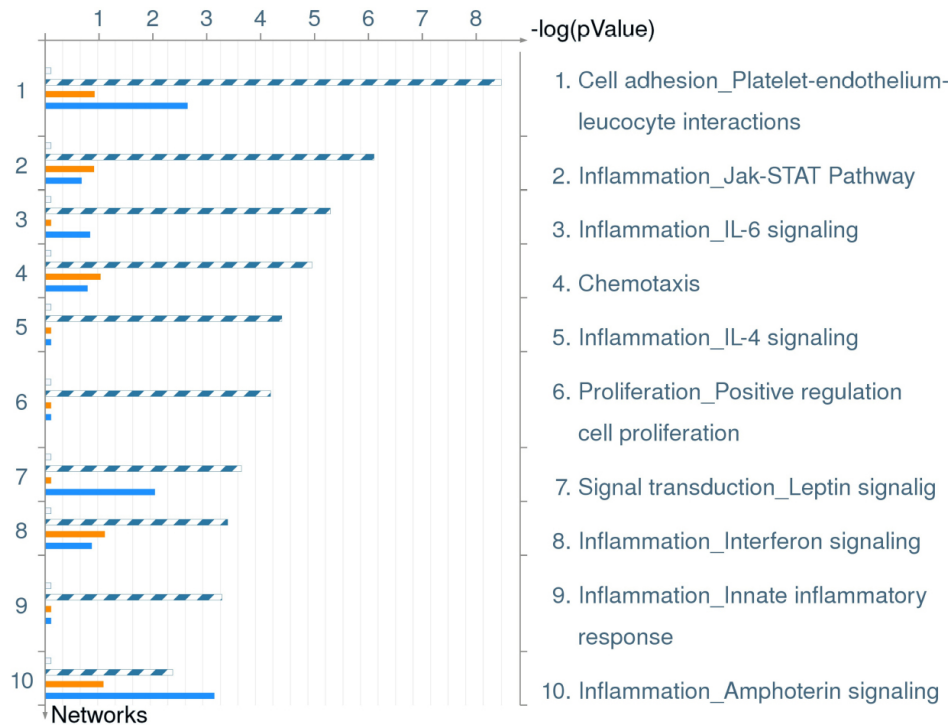 1 2 3 4 5 6 7 8
-log(pValue)
1
2
3
4
5
6
7
8
9
10
Networks
1. Cell adhesion_Platelet-endothelium-
leucocyte interactions
2. Inflammation_Jak-STAT Pathway
3. Inflammation_IL-6 signaling
4. Chemotaxis
5. Inflammation_IL-4 signaling
6. Proliferation_Positive regulation
cell proliferation
7. Signal transduction_Leptin signalig
8. Inflammation_Interferon signaling
9. Inflammation_Innate inflammatory
response
10. Inflammation_Amphoterin signaling